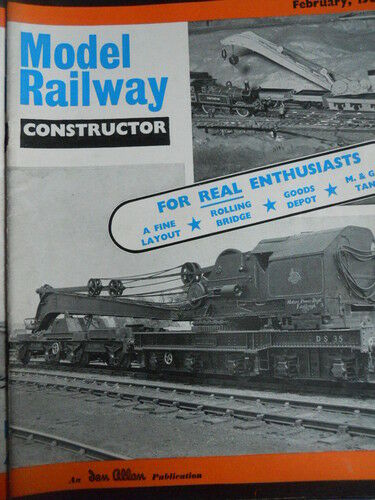 February, 19
Model
Railway
CONSTRUCTOR
FOR REAL ENTHUSIASTS
A FINE LAYOUT ★ ROLLING BRIDGE ★ GOODS DEPOT ★ M. & G TAN
DS 35
An Ian Allan Publication